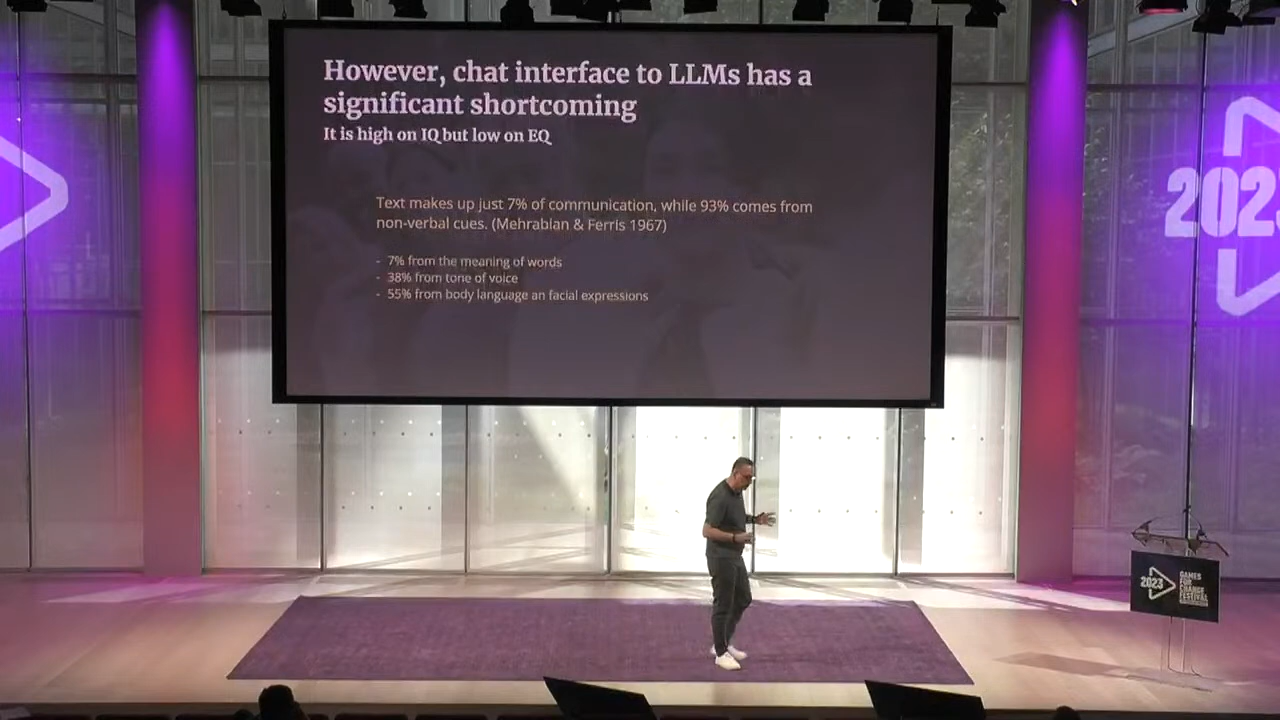 However, chat interface to LLMs has a
significant shortcoming
It is high on IQ but low on EQ
Text makes up just 7% of communication, while 93% comes from
non-verbal cues. (Mehrabian & Ferris 1967)
- 7% from the meaning of words
- 38% from tone of voice
- 55% from body language an facial expressions
202
2023
GAMES
FOR
CHANGE
FESTIVAL